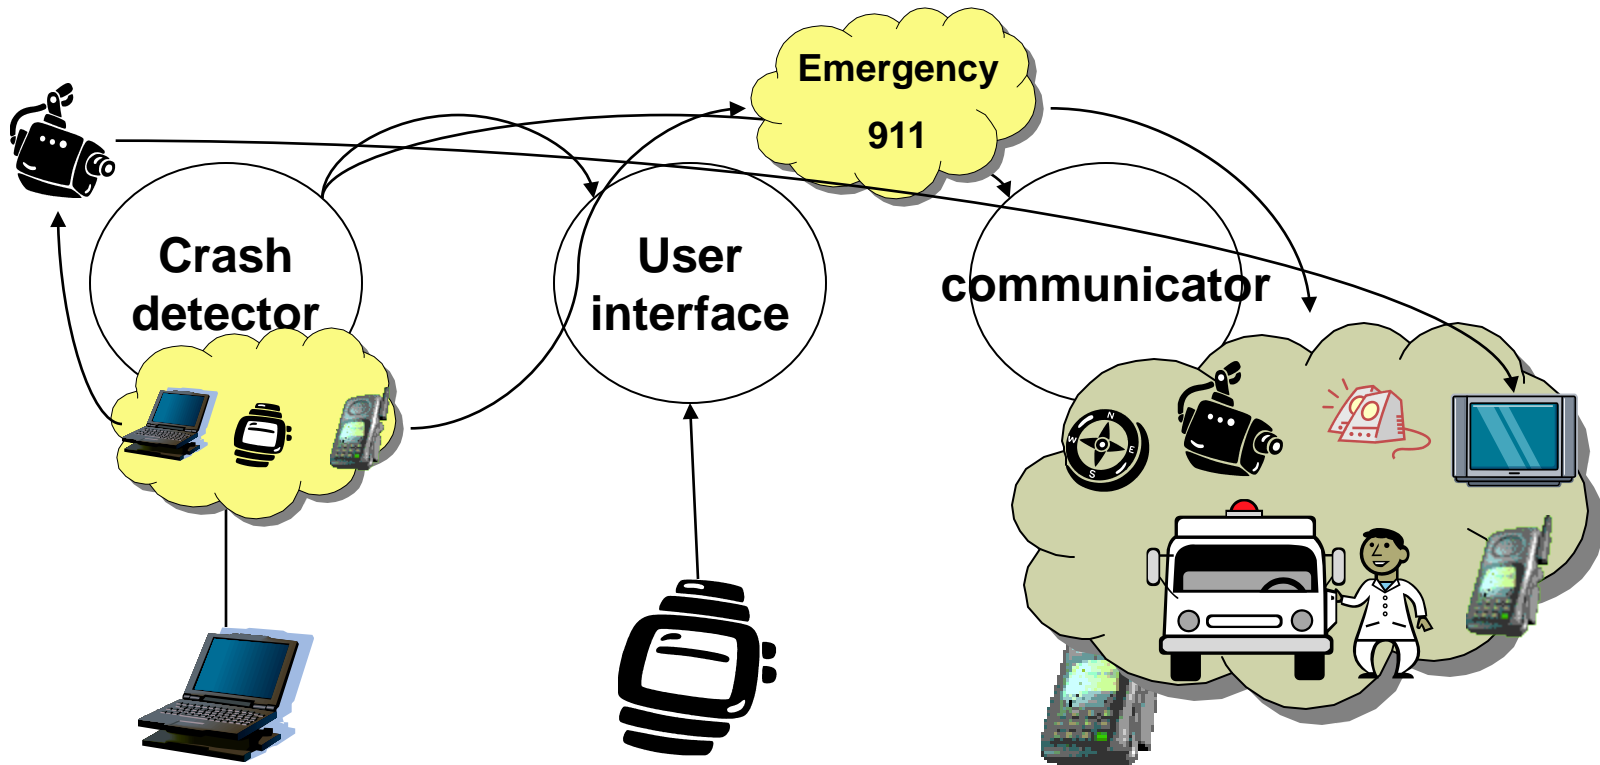 Emergency
911
Crash
detector
User
interface
communicator
N
W
E
S